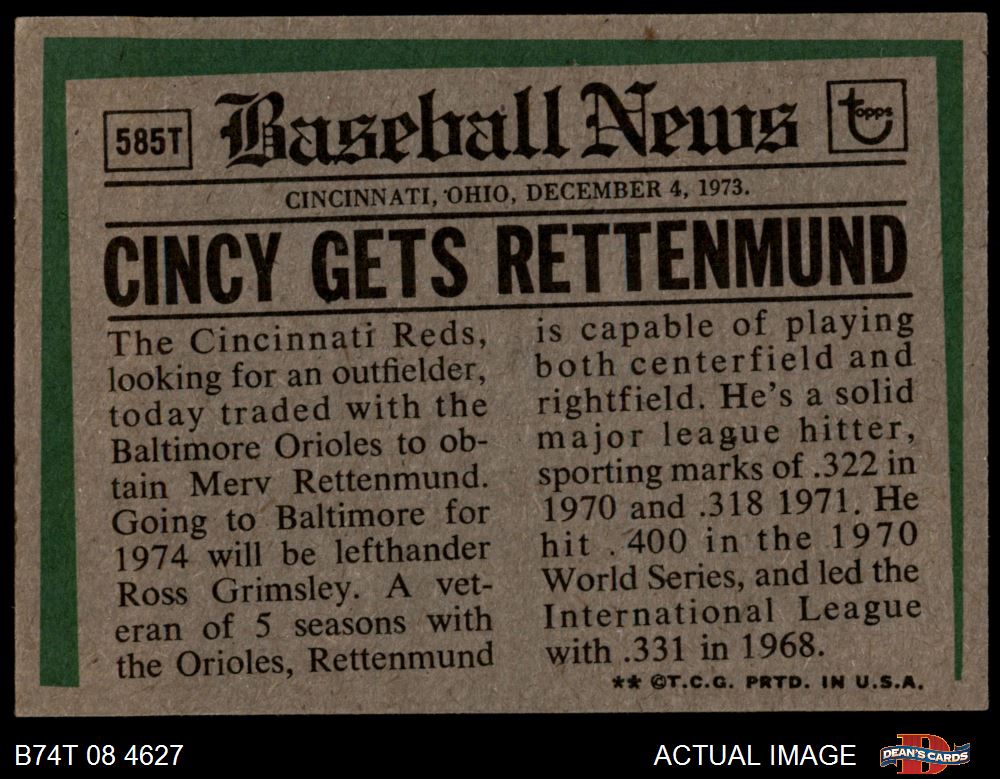 585T
Baseball News
topps
CINCINNATI, OHIO, DECEMBER 4, 1973.
CINCY GETS RETTENMUND
The Cincinnati Reds,
looking for an outfielder,
today traded with the
Baltimore Orioles to ob-
tain Merv Rettenmund.
Going to Baltimore for
1974 will be lefthander
Ross Grimsley. A vet-
eran of 5 seasons with
the Orioles, Rettenmund
is capable of playing
both centerfield and
rightfield. He's a solid
major league hitter,
sporting marks of .322 in
1970 and .318 1971. He
hit .400 in the 1970
World Series, and led the
International League
with .331 in 1968.
** ©T.C.G. PRTD. IN U.S.A.
B74T 08 4627
ACTUAL IMAGE
DEAN'S CARDS